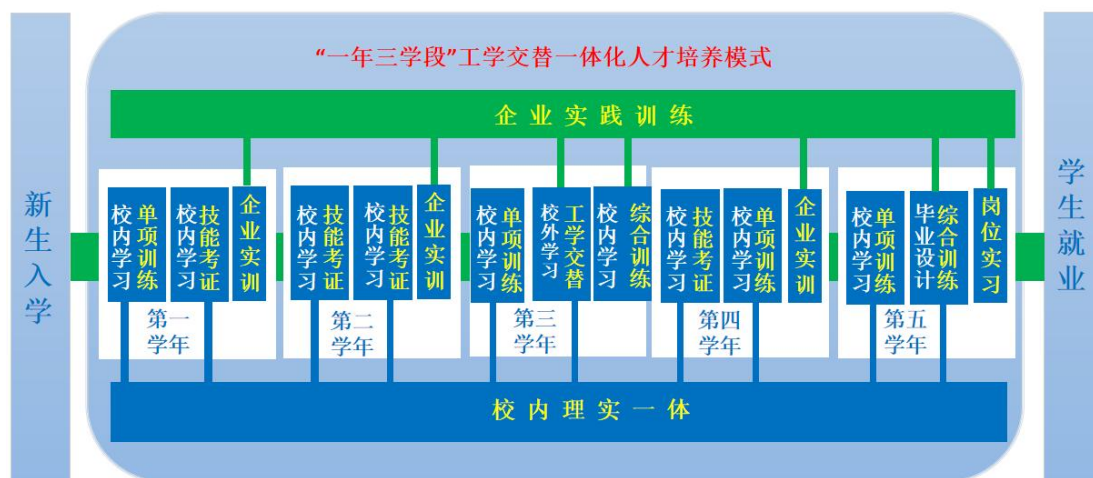 “一年三学段”工学交替一体化人才培养模式
企业实践训练
新生入学
校内学习
单项训练
校内学习
技能考证
企业实训
第一
学年
校内学习
技能考证
校内学习
技能考证
企业实训
第二
学年
校内学习
单项训练
校外学习
工学交替
校内学习
综合训练
第三
学年
校内学习
技能考证
校内学习
单项训练
企业实训
第四
学年
校内学习
单项训练
毕业设计
综合训练
岗位实习
第五
学年
学生就业
校内理实一体